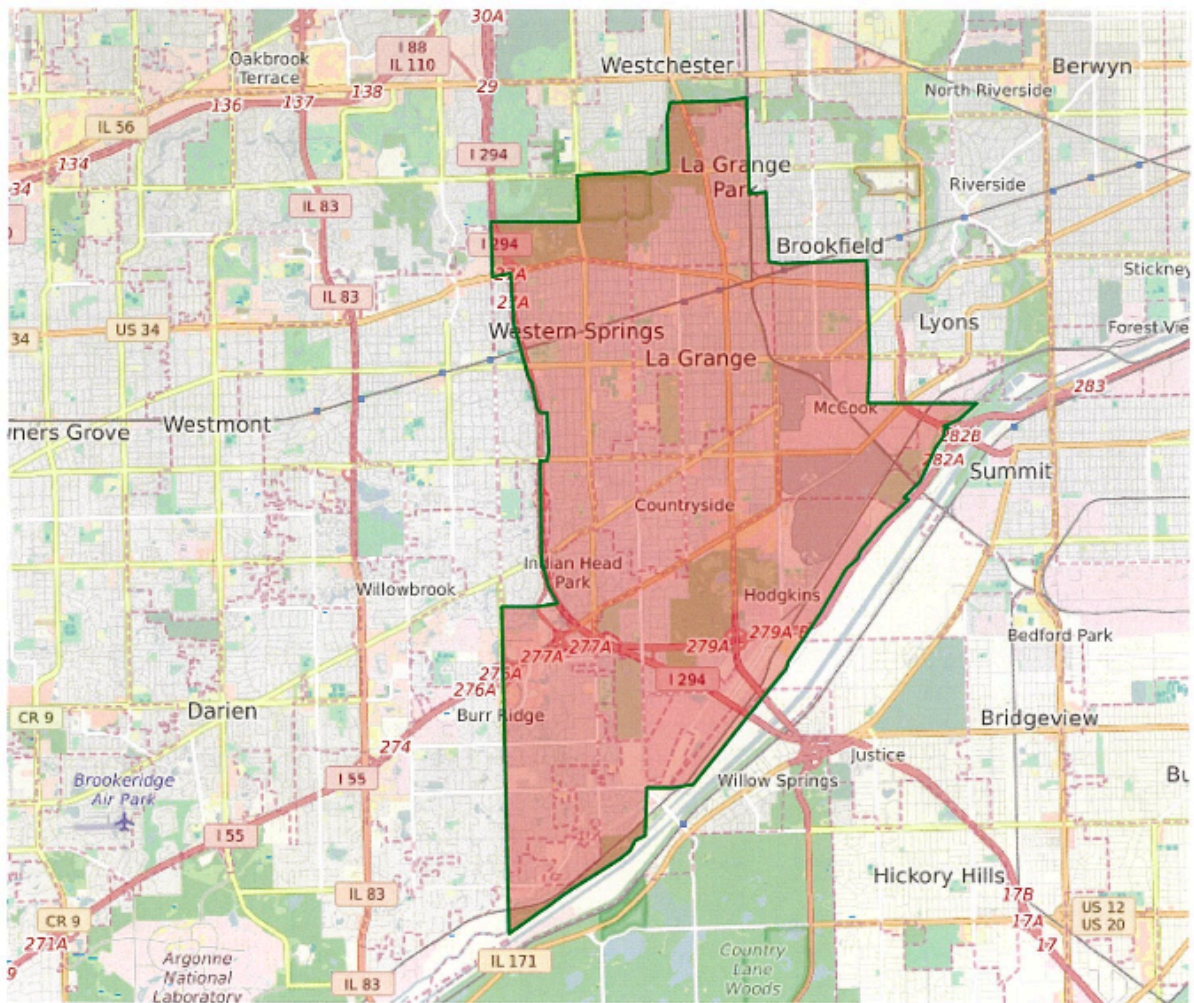 30A
I 88
IL 110
Oakbrook
Terrace
Westchester
Berwyn
138
29
North Riverside
136
137
IL 56
I 294
134
La Grange
Park
34
IL 83
Riverside
I 294
Brookfield
Stickney
27A
IL 83
US 34
34
Western Springs
Lyons
Forest Vie
La Grange
283
McCook
Westmont
wners Grove
282B
82A
Summit
Countryside
Indian Head
Park
Willowbrook
Hodgkins
279A-B
277A
277A
279A
Bedford Park
276A
276A
I 294
CR 9
Darien
Burr Ridge
Bridgeview
274
Justice
I 55
Willow Springs
Bu
Brookeridge
Air Park
I 55
Hickory Hills
IL 83
17B
CR 9
17A
US 12
US 20
271A
17
9
IL 171
Argonne
National
Laboratory
IL 83
Country
Lane
Woods